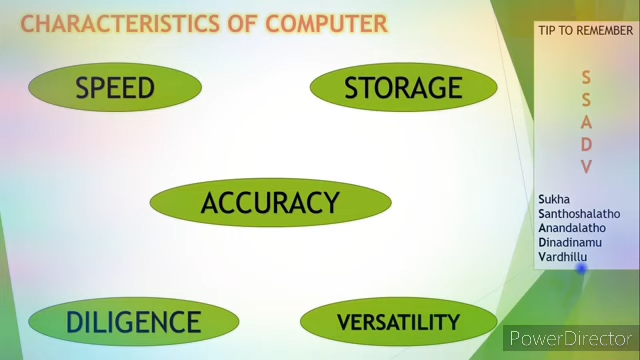 CHARACTERISTICS OF COMPUTER
SPEED
STORAGE
ACCURACY
DILIGENCE
VERSATILITY
TIP TO REMEMBER
S
S
A
D
V
Sukha
Santhoshalatho
Anandalatho
Dinadinamu
Vardhillu
PowerDirector